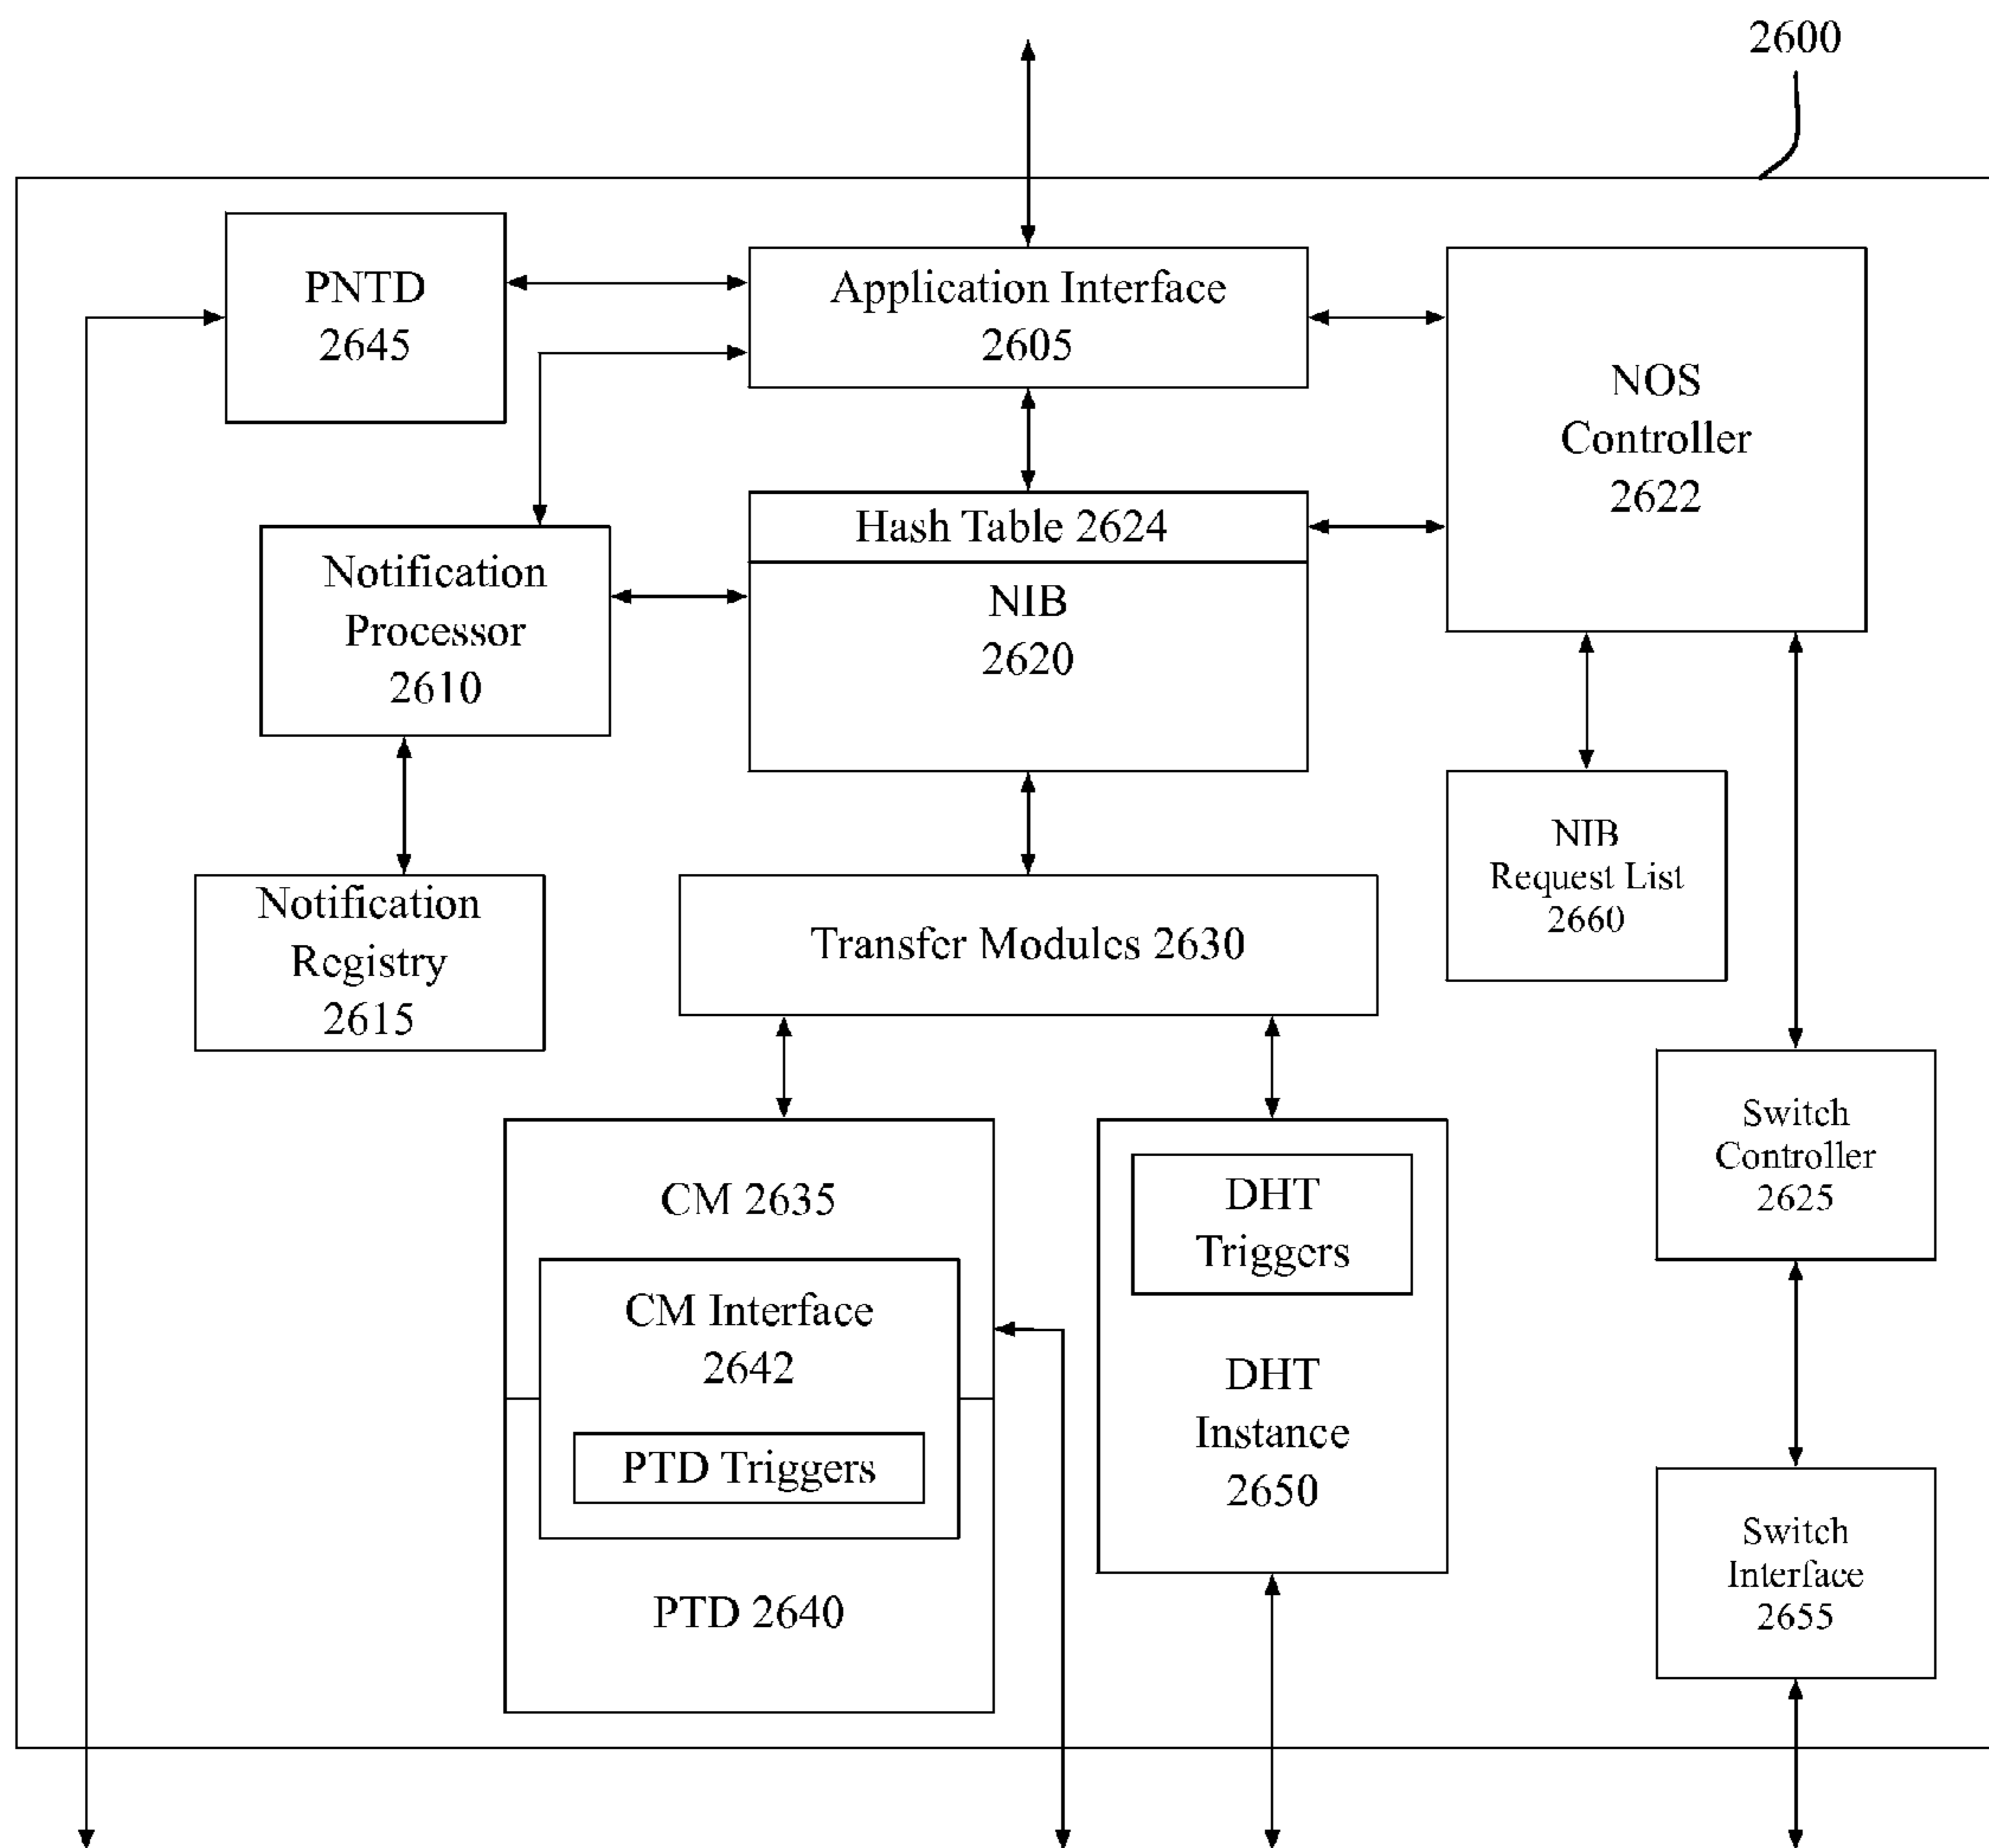 2600
PNTD
2645
Application Interface
2605
NOS
Controller
2622
Hash Table 2624
NIB
2620
Notification
Processor
2610
Notification
Registry
2615
NIB
Request List
2660
Transfer Modules 2630
CM 2635
CM Interface
2642
PTD Triggers
PTD 2640
DHT
Triggers
DHT
Instance
2650
Switch
Controller
2625
Switch
Interface
2655